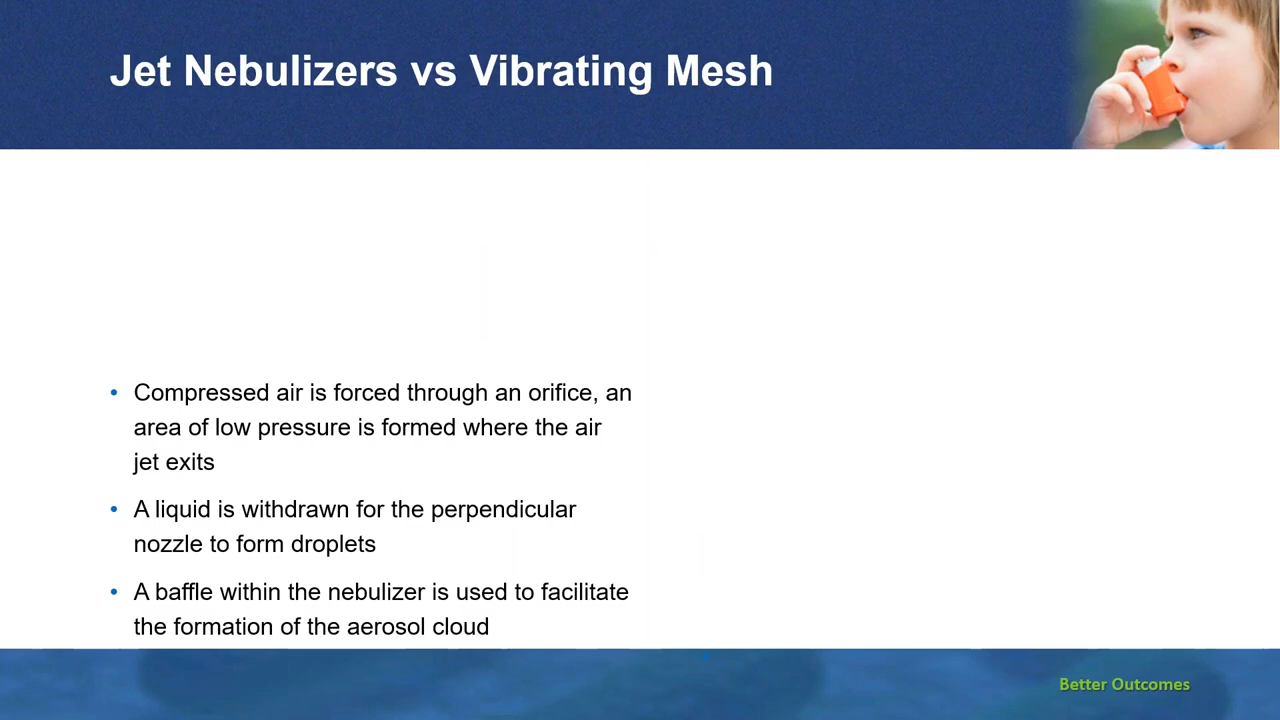 Jet Nebulizers vs Vibrating Mesh
• Compressed air is forced through an orifice, an
area of low pressure is formed where the air
jet exits
• A liquid is withdrawn for the perpendicular
nozzle to form droplets
• A baffle within the nebulizer is used to facilitate
the formation of the aerosol cloud
Better Outcomes